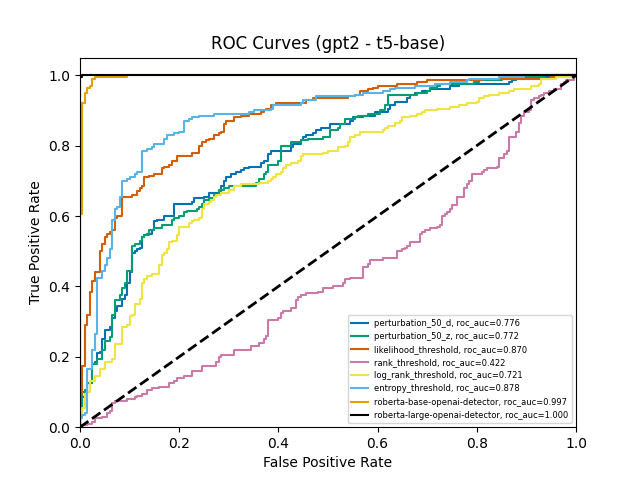 ROC Curves (gpt2 - t5-base)
True Positive Rate
1.0
0.8
0.6
0.4
0.2
0.0
perturbation_50_d, roc_auc=0.776
perturbation_50_z, roc_auc=0.772
likelihood_threshold, roc_auc=0.870
rank_threshold, roc_auc=0.422
log_rank_threshold, roc_auc=0.721
entropy_threshold, roc_auc=0.878
roberta-base-openai-detector, roc_auc=0.997
roberta-large-openai-detector, roc_auc=1.000
0.0 0.2 0.4 0.6 0.8 1.0
False Positive Rate